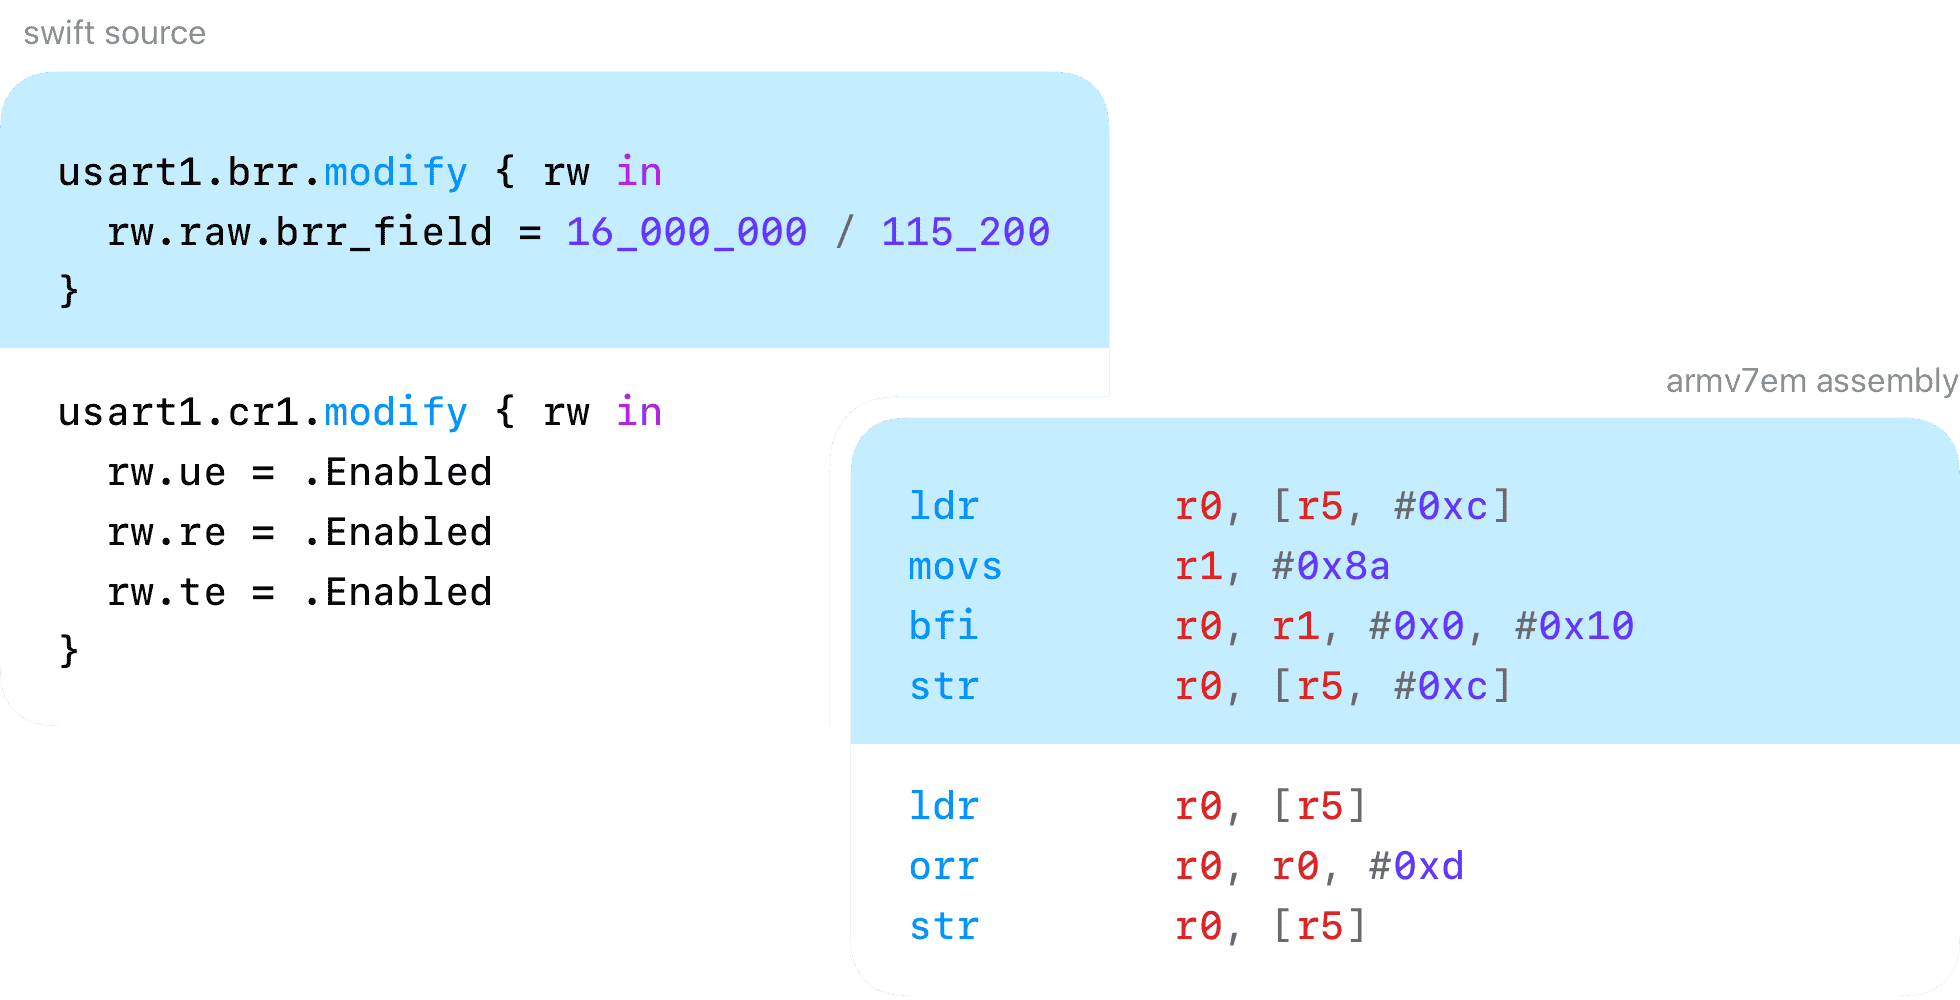 swift source
usart1.brr.modify { rw in
  rw.raw.brr_field = 16_000_000 / 115_200
}
usart1.cr1.modify { rw in
  rw.ue = .Enabled
  rw.re = .Enabled
  rw.te = .Enabled
}
armv7em assembly
ldr        r0, [r5, #0xc]
movs       r1, #0x8a
bfi        r0, r1, #0x0, #0x10
str        r0, [r5, #0xc]
ldr        r0, [r5]
orr        r0, r0, #0xd
str        r0, [r5]